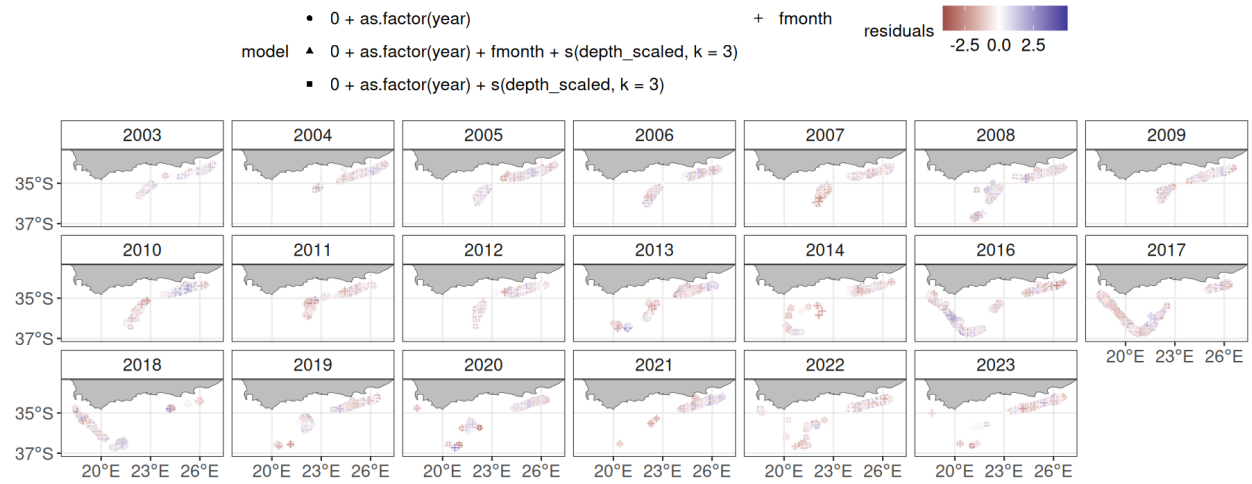 0 + as.factor(year)
model
0 + as.factor(year) + fmonth + s(depth_scaled, k = 3)
0 + as.factor(year) + s(depth_scaled, k = 3)
fmonth
residuals
-2.5 0.0 2.5
2003 2004 2005 2006 2007 2008 2009
35°S
37°S
2010 2011 2012 2013 2014 2016 2017
35°S
37°S
20°E 23°E 26°E
2018 2019 2020 2021 2022 2023
35°S
37°S
20°E 23°E 26°E 20°E 23°E 26°E 20°E 23°E 26°E 20°E 23°E 26°E 20°E 23°E 26°E 20°E 23°E 26°E